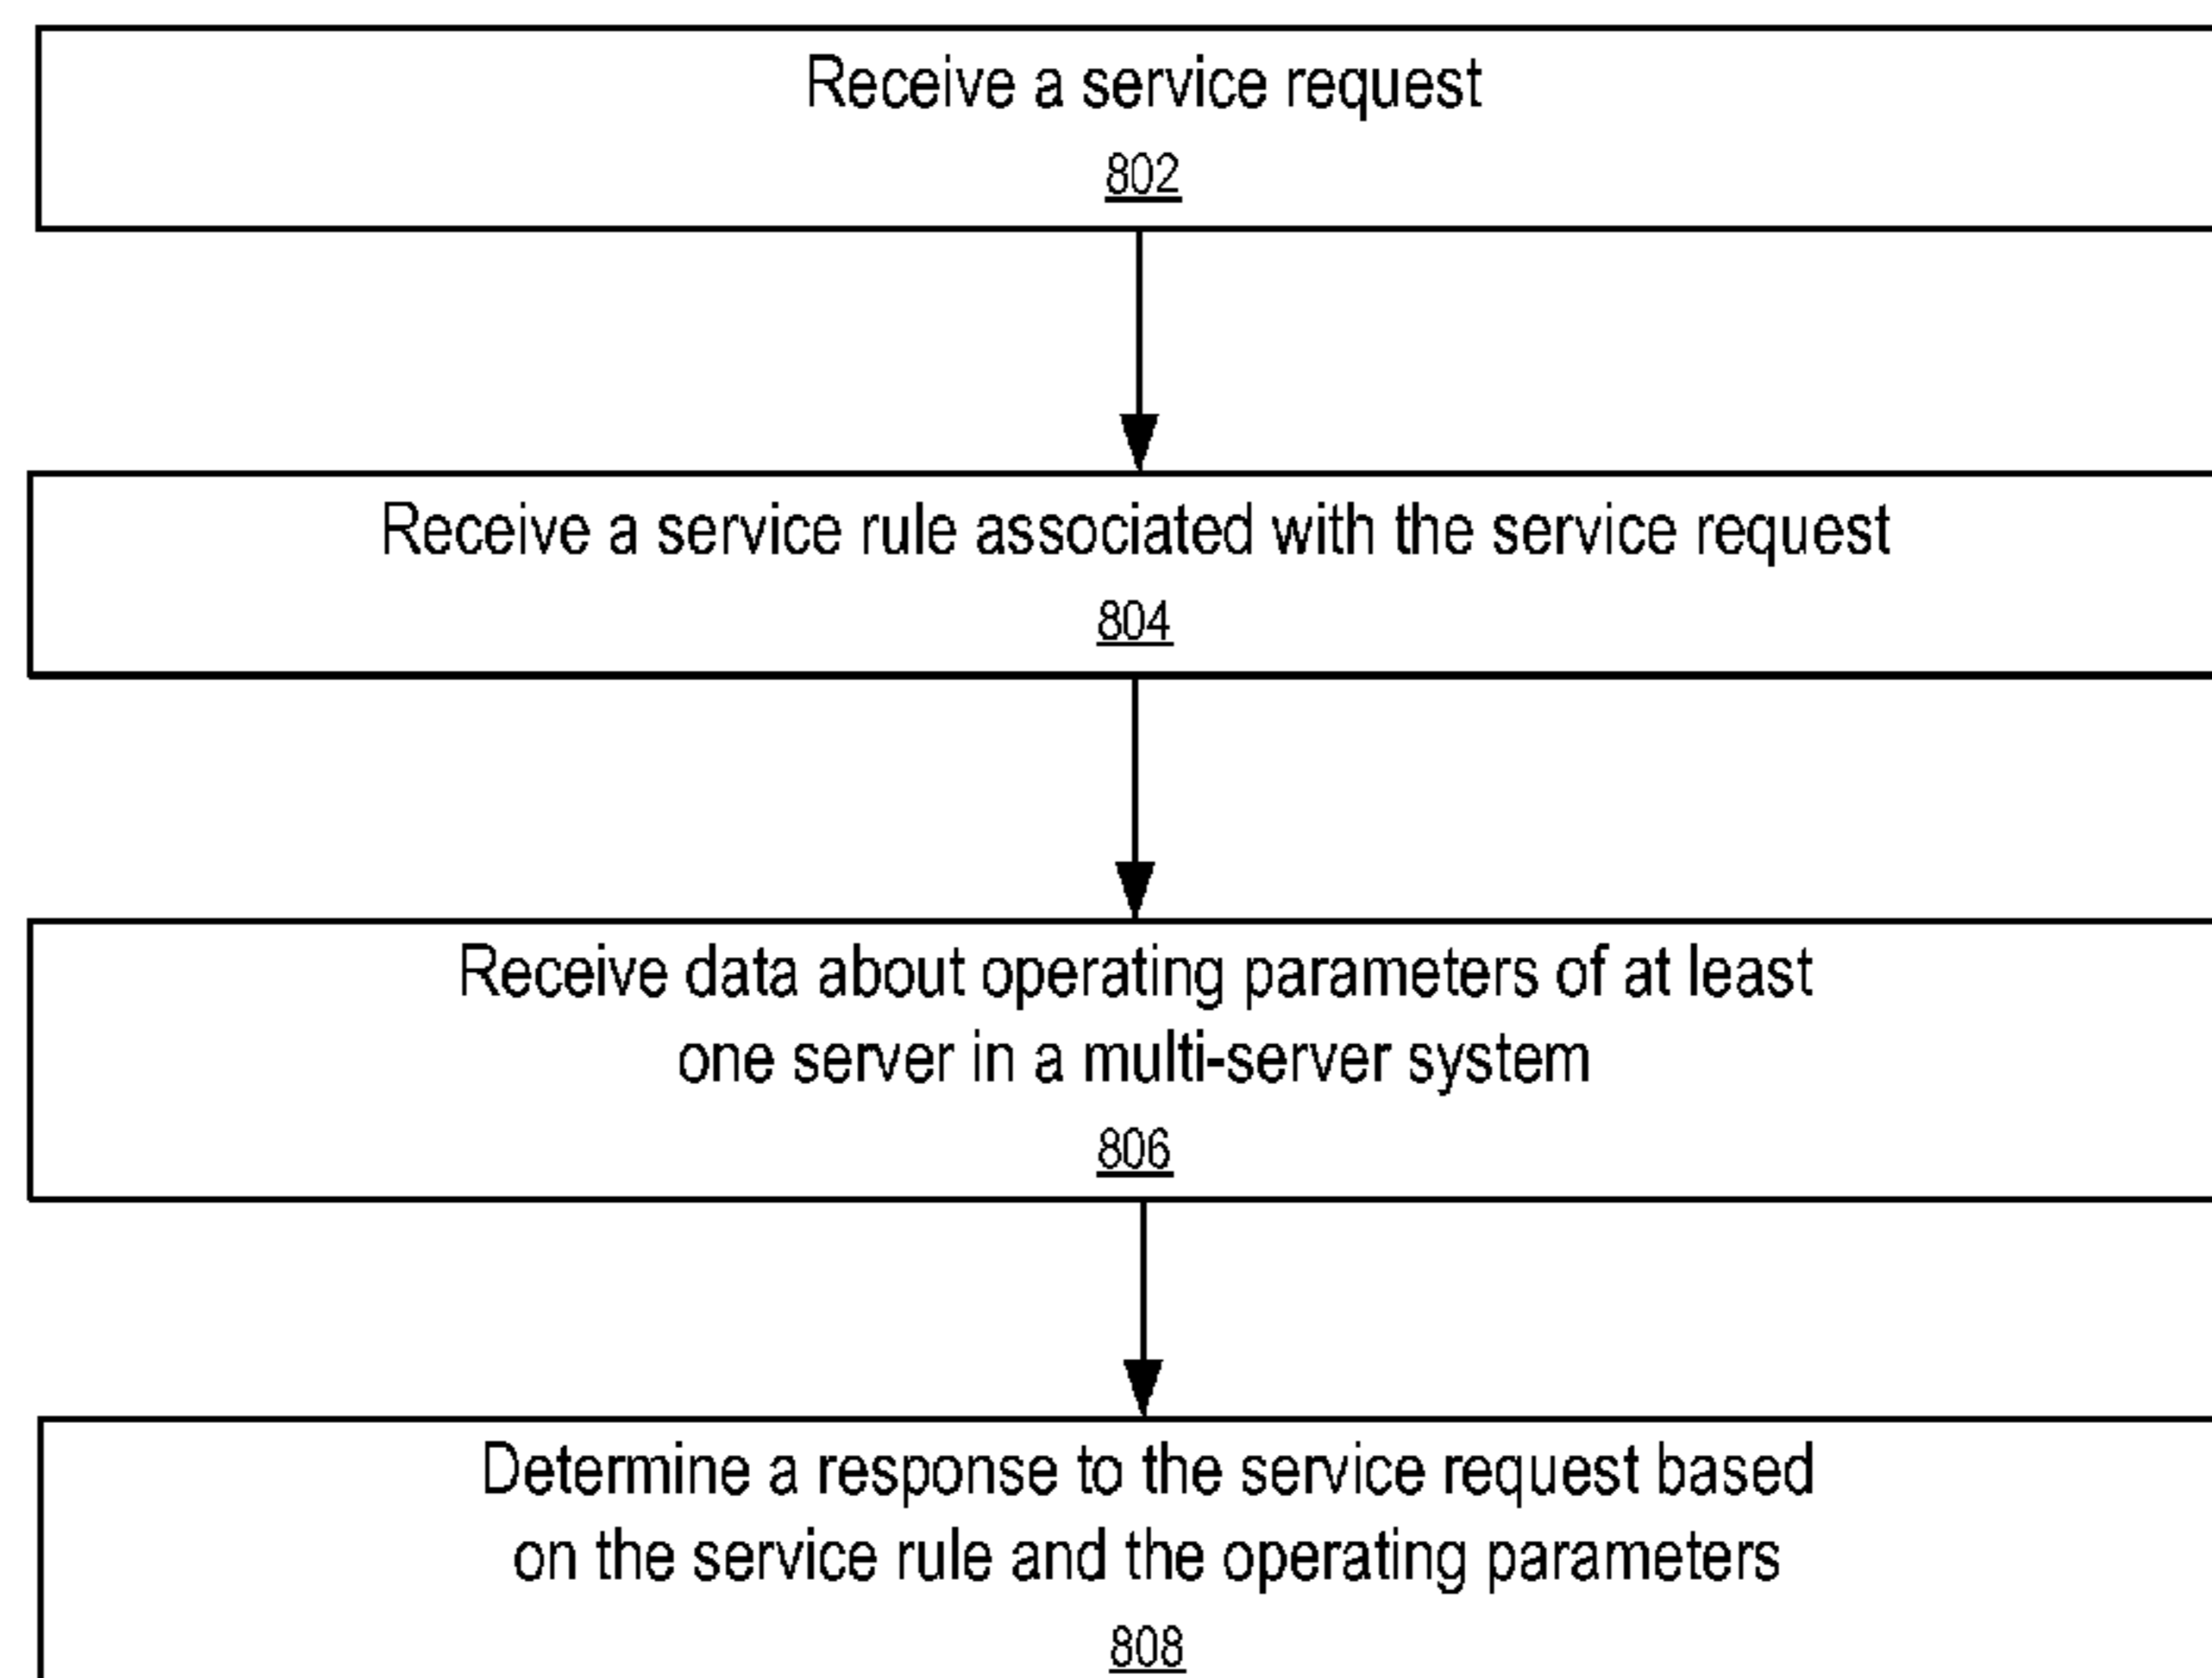 Receive a service request
802
Receive a service rule associated with the service request
804
Receive data about operating parameters of at least
one server in a multi-server system
806
Determine a response to the service request based
on the service rule and the operating parameters
808